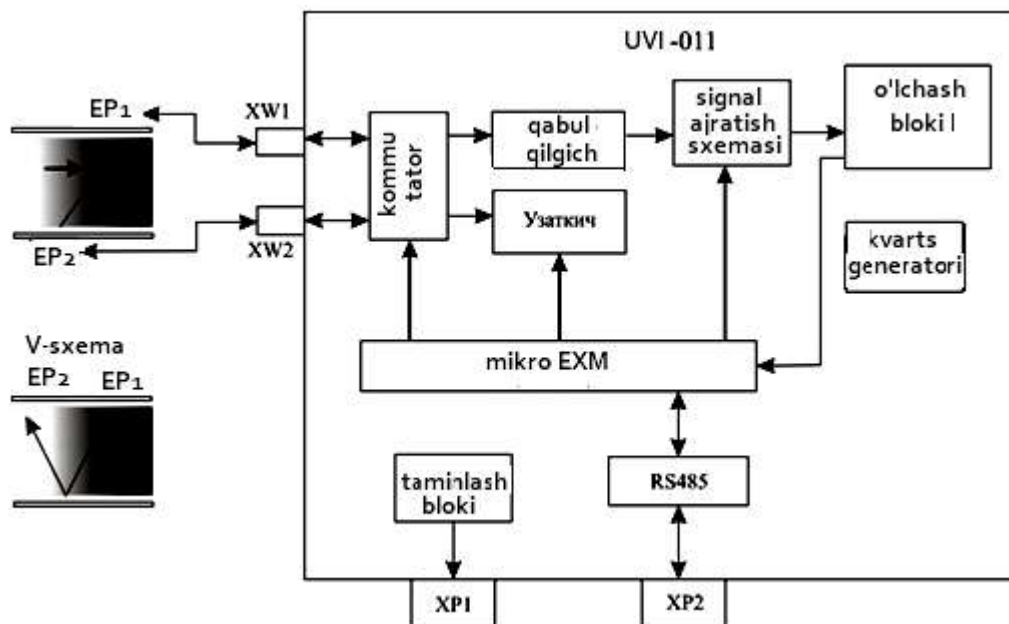 UVI -011
EP1
XW1
kommu
tator
qabul
qilgich
signal
ajratish
sxemasi
o'lchash
bloki l
EP2
XW2
Узаткич
kvarts
generatori
V-sxema
EP2 EP1
mikro EXM
taminlash
bloki
RS485
XP1
XP2